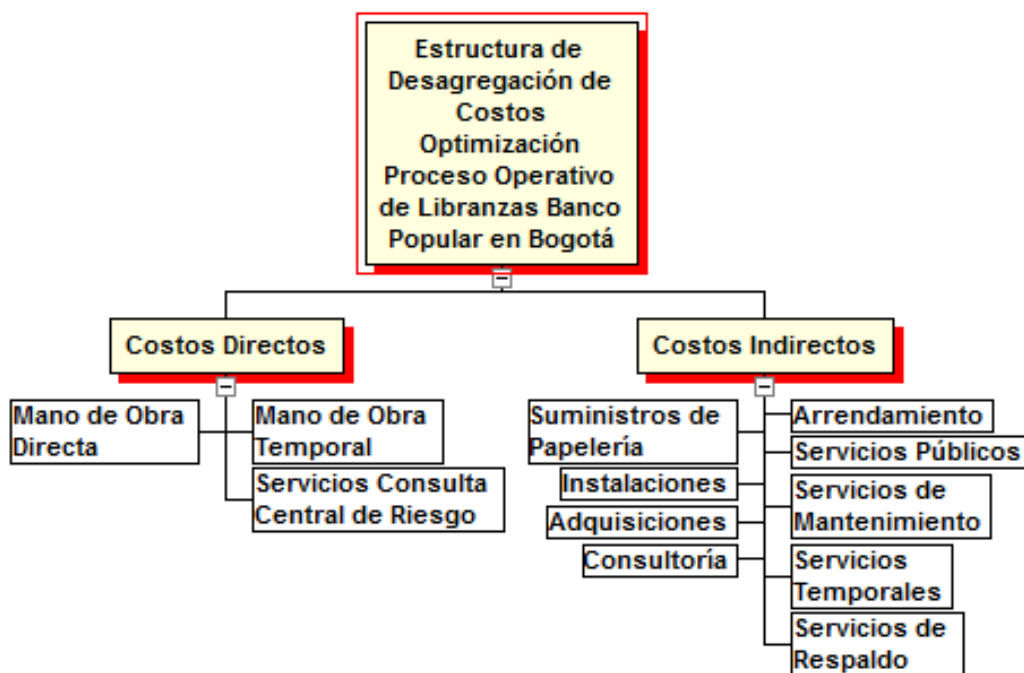 Estructura de
Desagregación de
Costos
Optimización
Proceso Operativo
de Libranzas Banco
Popular en Bogotá
Costos Directos
Costos Indirectos
Mano de Obra
Directa
Mano de Obra
Temporal
Servicios Consulta
Central de Riesgo
Suministros de
Papelería
Instalaciones
Adquisiciones
Consultoría
Arrendamiento
Servicios Públicos
Servicios de
Mantenimiento
Servicios
Temporales
Servicios de
Respaldo